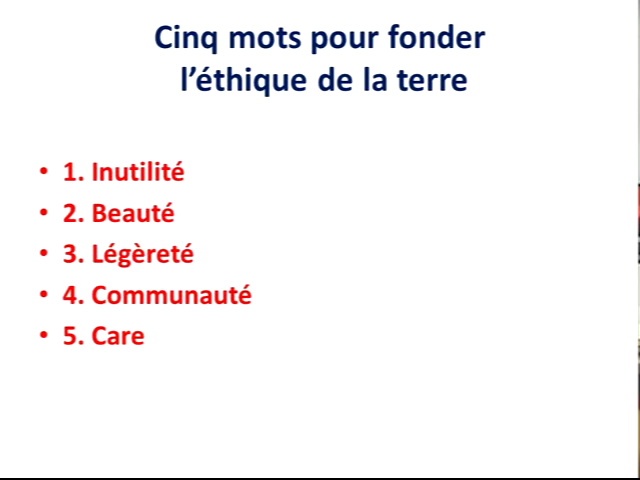 Cinq mots pour fonder
l'éthique de la terre
• 1. Inutilité
• 2. Beauté
• 3. Légèreté
• 4. Communauté
• 5. Care